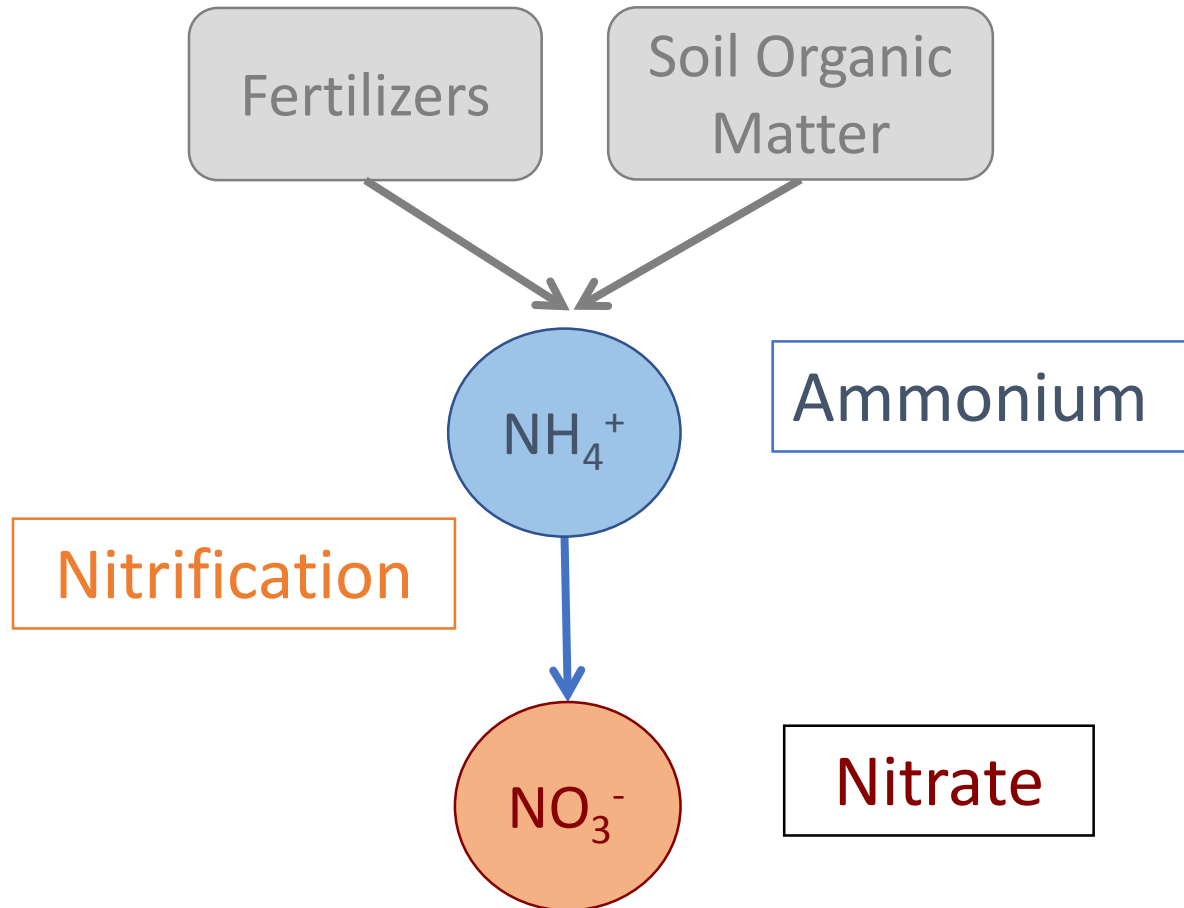 Fertilizers
Soil Organic
Matter
NH₄⁺
Ammonium
Nitrification
NO₃⁻
Nitrate